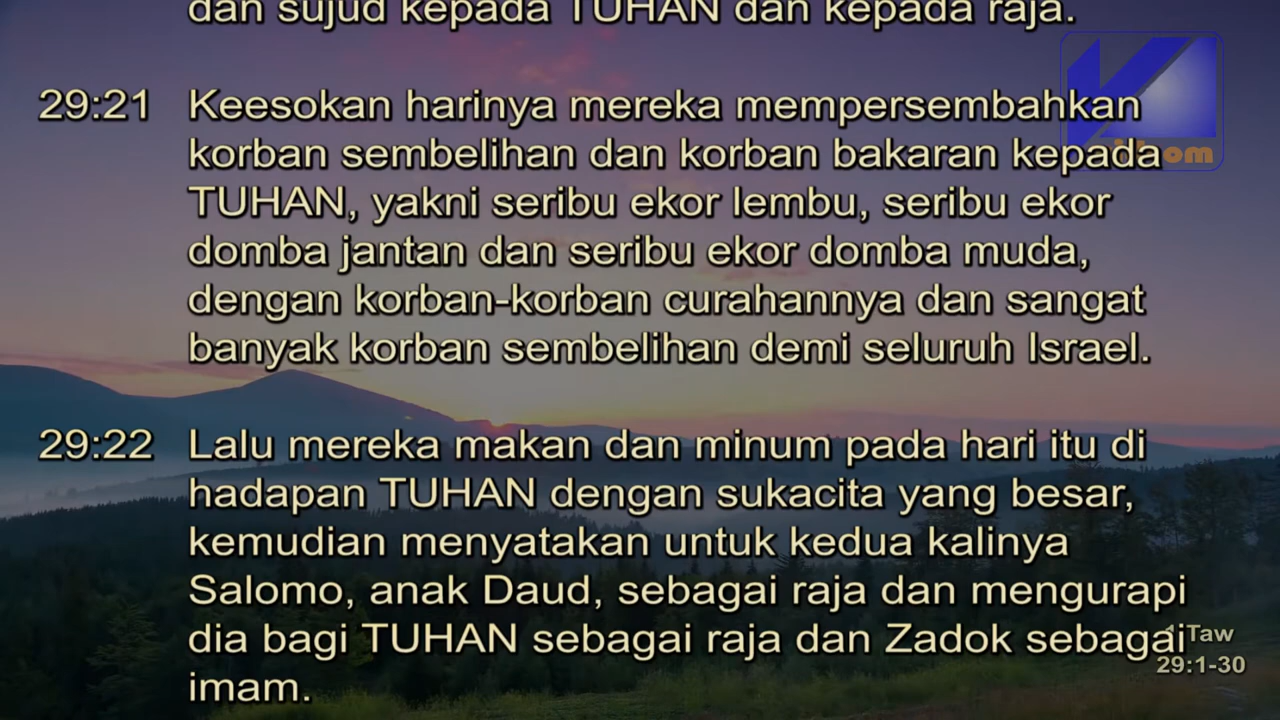 dan sujud kepada TUHAN dan kepada raja.
29:21 Keesokan harinya mereka mempersembahkan
korban sembelihan dan korban bakaran kepada
TUHAN, yakni seribu ekor lembu, seribu ekor
domba jantan dan seribu ekor domba muda,
dengan korban-korban curahannya dan sangat
banyak korban sembelihan demi seluruh Israel.
29:22 Lalu mereka makan dan minum pada hari itu di
hadapan TUHAN dengan sukacita yang besar,
kemudian menyatakan untuk kedua kalinya
Salomo, anak Daud, sebagai raja dan mengurapi
dia bagi TUHAN sebagai raja dan Zadok sebagai
imam.
1 Taw
29:1-30